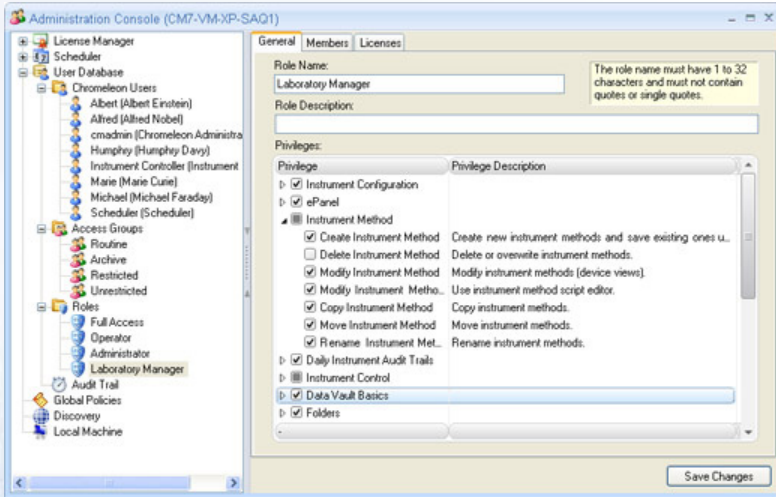 Administration Console (CM7-VM-XP-SAQ1)
License Manager
Scheduler
User Database
Chromeleon Users
Albert (Albert Einstein)
Alfred (Alfred Nobel)
cmadmin (Chromeleon Administra
Humphry (Humphry Davy)
Instrument Controller (Instrument
Marie (Marie Curie)
Michael (Michael Faraday)
Scheduler (Scheduler)
Access Groups
Routine
Archive
Restricted
Unrestricted
Roles
Full Access
Operator
Administrator
Laboratory Manager
Audit Trail
Global Policies
Discovery
Local Machine
General Members Licenses
Role Name:
Laboratory Manager
The role name must have 1 to 32
characters and must not contain
quotes or single quotes.
Role Description:
Privileges:
Privilege Privilege Description
Instrument Configuration
ePanel
Instrument Method
Create Instrument Method Create new instrument methods and save existing ones u...
Delete Instrument Method Delete or overwrite instrument methods.
Modify Instrument Method Modify instrument methods (device views).
Modify Instrument Metho... Use instrument method script editor.
Copy Instrument Method Copy instrument methods.
Move Instrument Method Move instrument methods.
Rename Instrument Met... Rename instrument methods.
Daily Instrument Audit Trails
Instrument Control
Data Vault Basics
Folders
-
Save Changes